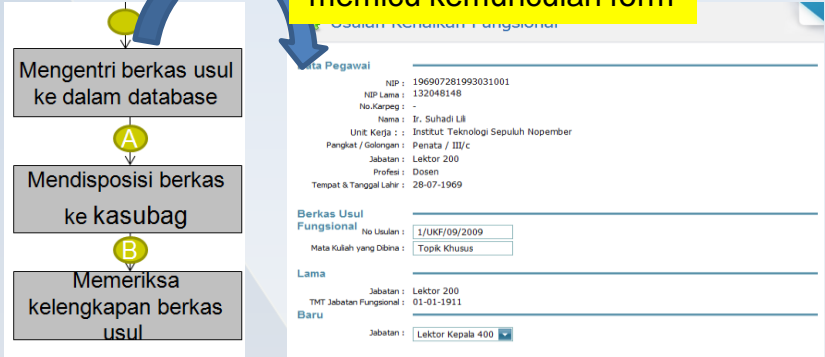 memicu kemunculan form
Usulan Kenaikan Fungsional
Mengentri berkas usul
ke dalam database
A
Mendisposisi berkas
ke kasubag
B
Memeriksa
kelengkapan berkas
usul
Data Pegawai
NIP : 196907281993031001
NIP Lama : 132048148
No.Karpeg : -
Nama : Ir. Suhadi Lili
Unit Kerja : : Institut Teknologi Sepuluh Nopember
Pangkat / Golongan : Penata / III/c
Jabatan : Lektor 200
Profesi : Dosen
Tempat & Tanggal Lahir : 28-07-1969
Berkas Usul
Fungsional
No Usulan : 1/UKF/09/2009
Mata Kuliah yang Dibina : Topik Khusus
Lama
Jabatan : Lektor 200
TMT Jabatan Fungsional : 01-01-1911
Baru
Jabatan : Lektor Kepala 400